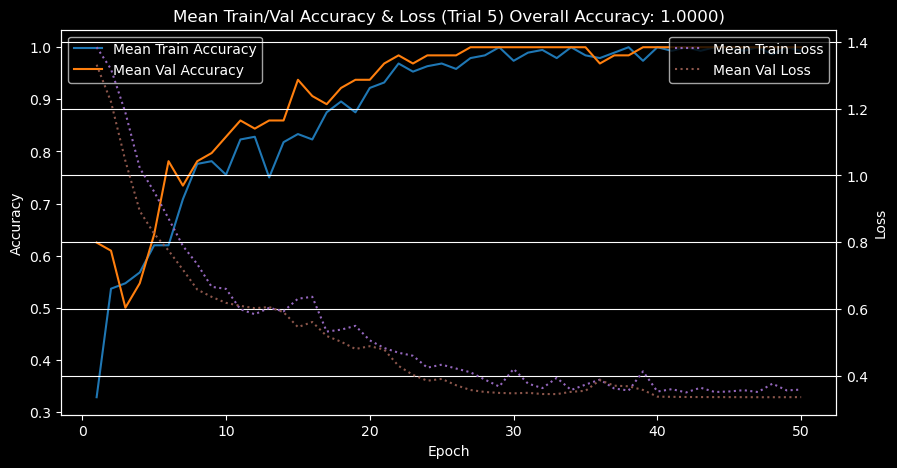 Mean Train/Val Accuracy & Loss (Trial 5) Overall Accuracy: 1.0000)
Mean Train Accuracy
Mean Val Accuracy
Mean Train Loss
Mean Val Loss
Accuracy
1.0
0.9
0.8
0.7
0.6
0.5
0.4
0.3
1.4
1.2
1.0
0.8
0.6
0.4
Loss
0
10
20
30
40
50
Epoch